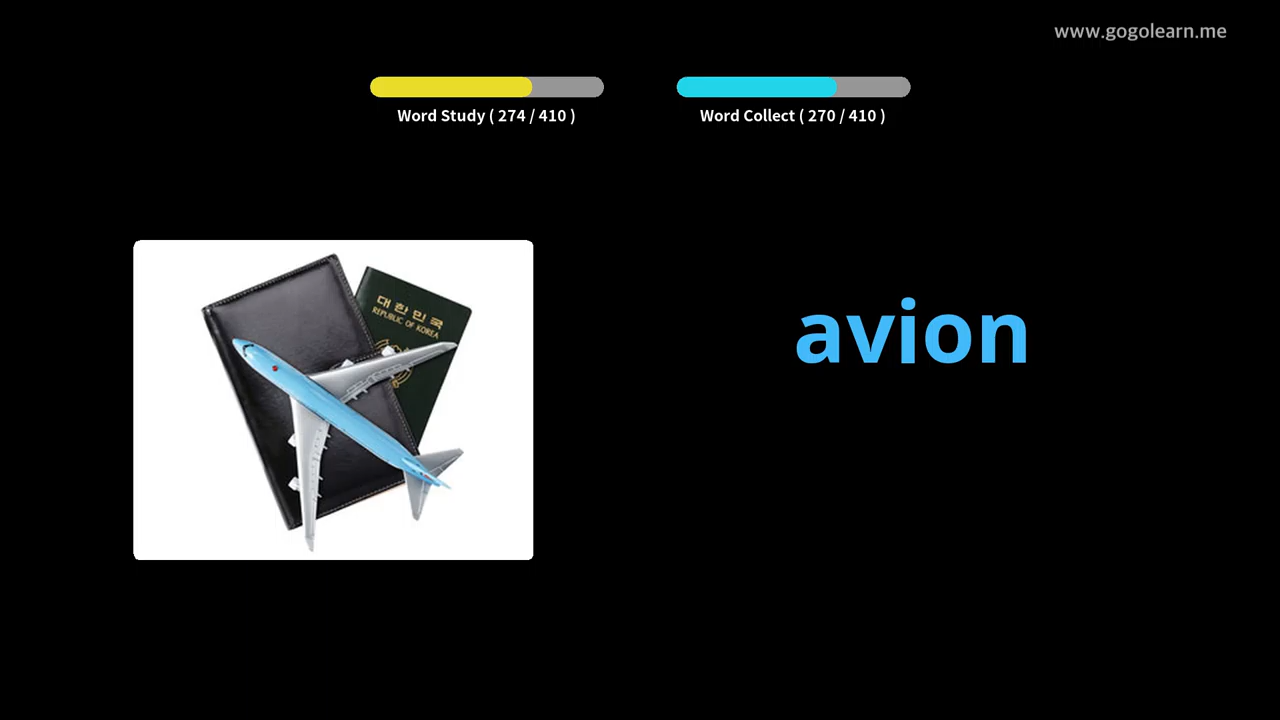 www.gogolearn.me
Word Study ( 274 / 410 )
Word Collect ( 270 / 410 )
대한민국
REPUBLIC OF KOREA
avion